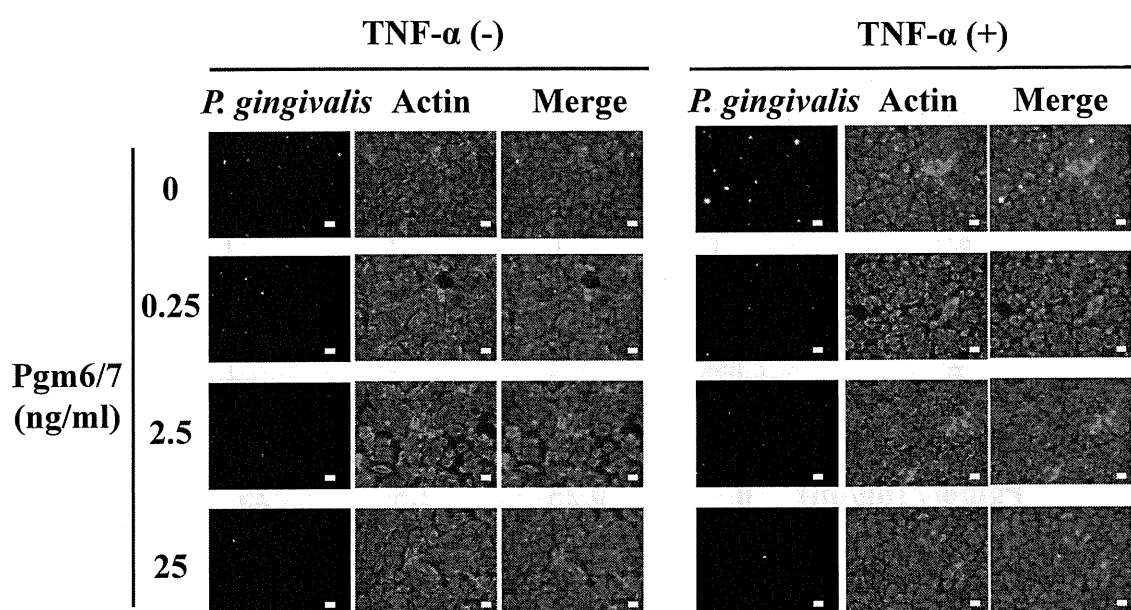 TNF-α (-) TNF-α (+)
P. gingivalis Actin Merge P. gingivalis Actin Merge
0
0.25
Pgm6/7
(ng/ml)
2.5
25